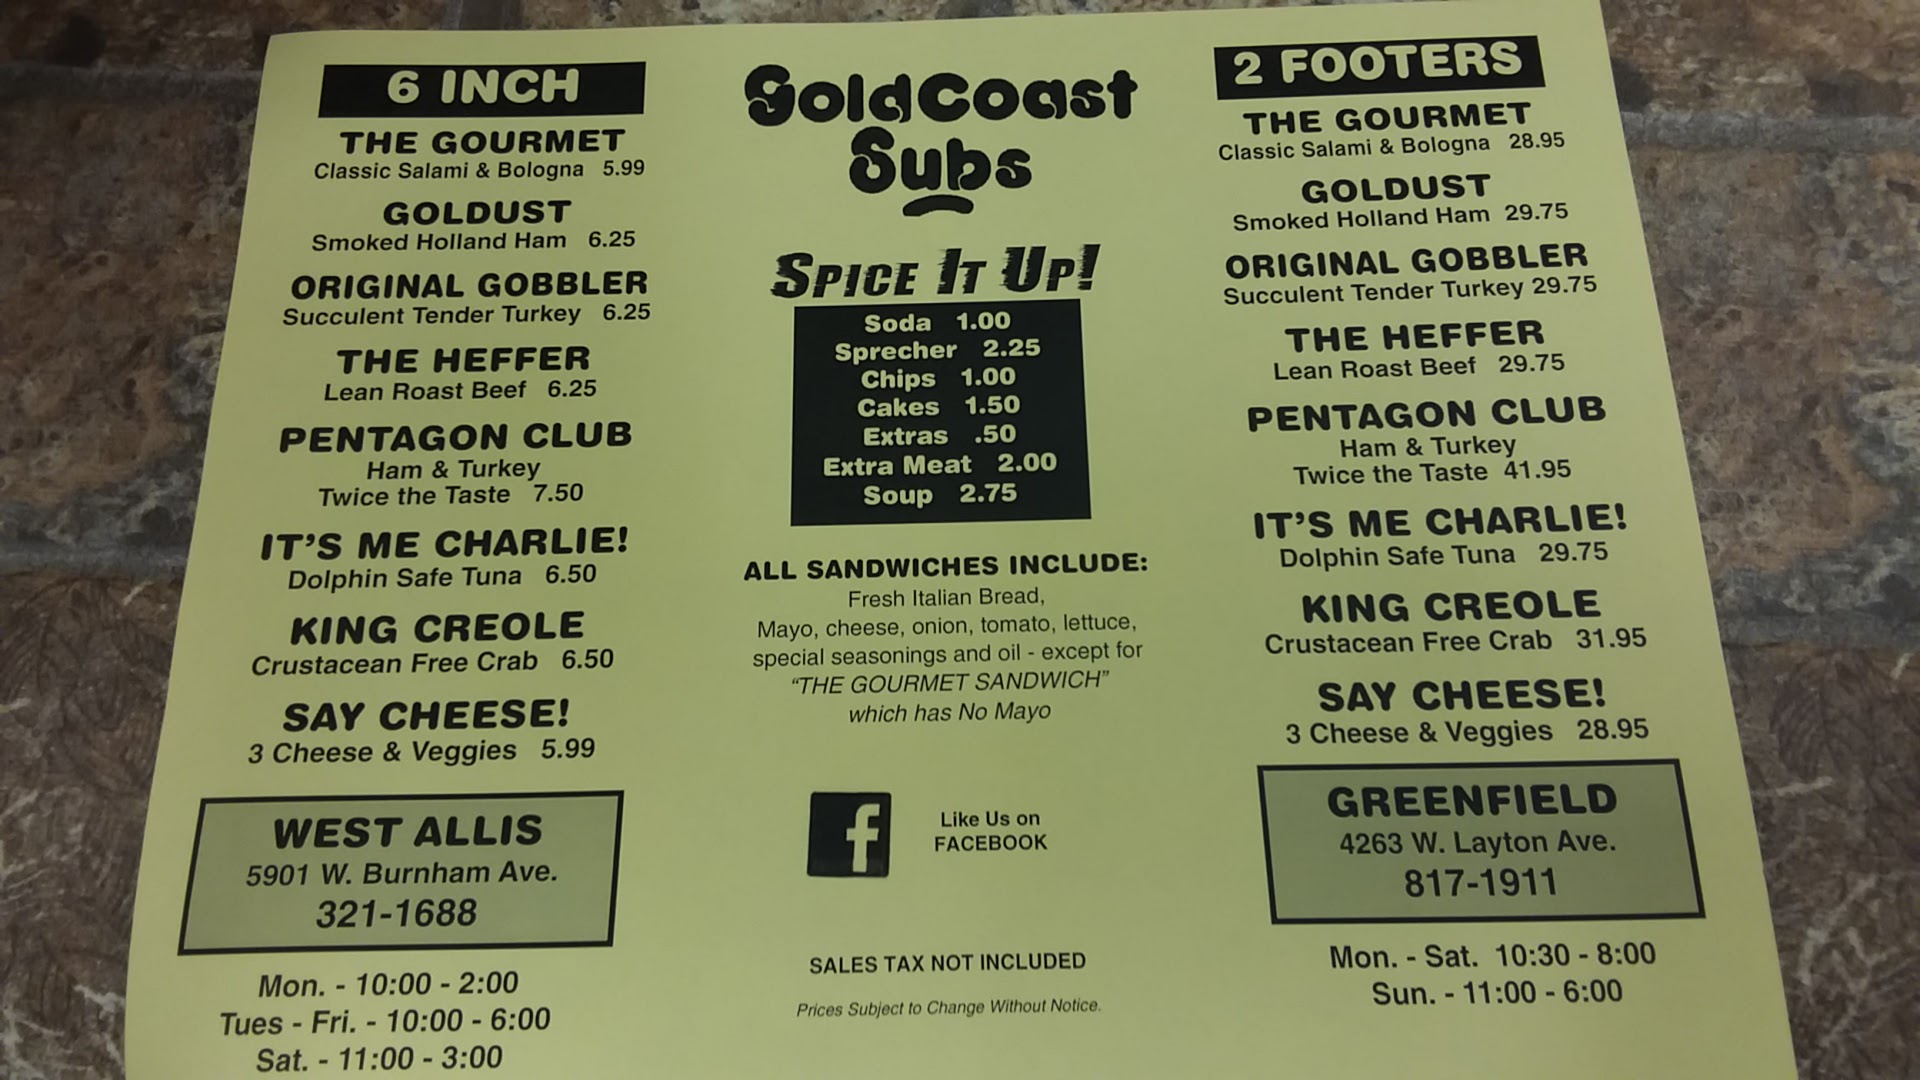 6 INCH
THE GOURMET
Classic Salami & Bologna 5.99
GOLDUST
Smoked Holland Ham 6.25
ORIGINAL GOBBLER
Succulent Tender Turkey 6.25
THE HEFFER
Lean Roast Beef 6.25
PENTAGON CLUB
Ham & Turkey
Twice the Taste 7.50
IT'S ME CHARLIE!
Dolphin Safe Tuna 6.50
KING CREOLE
Crustacean Free Crab 6.50
SAY CHEESE!
3 Cheese & Veggies 5.99
WEST ALLIS
5901 W. Burnham Ave.
321-1688
Mon. - 10:00 - 2:00
Tues - Fri. - 10:00 - 6:00
Sat. - 11:00 - 3:00
GoldCoast
Subs
SPICE IT UP!
Soda 1.00
Sprecher 2.25
Chips 1.00
Cakes 1.50
Extras .50
Extra Meat 2.00
Soup 2.75
ALL SANDWICHES INCLUDE:
Fresh Italian Bread,
Mayo, cheese, onion, tomato, lettuce,
special seasonings and oil - except for
"THE GOURMET SANDWICH"
which has No Mayo
f
Like Us on
FACEBOOK
SALES TAX NOT INCLUDED
Prices Subject to Change Without Notice.
2 FOOTERS
THE GOURMET
Classic Salami & Bologna 28.95
GOLDUST
Smoked Holland Ham 29.75
ORIGINAL GOBBLER
Succulent Tender Turkey 29.75
THE HEFFER
Lean Roast Beef 29.75
PENTAGON CLUB
Ham & Turkey
Twice the Taste 41.95
IT'S ME CHARLIE!
Dolphin Safe Tuna 29.75
KING CREOLE
Crustacean Free Crab 31.95
SAY CHEESE!
3 Cheese & Veggies 28.95
GREENFIELD
4263 W. Layton Ave.
817-1911
Mon. - Sat. 10:30 - 8:00
Sun. - 11:00 - 6:00